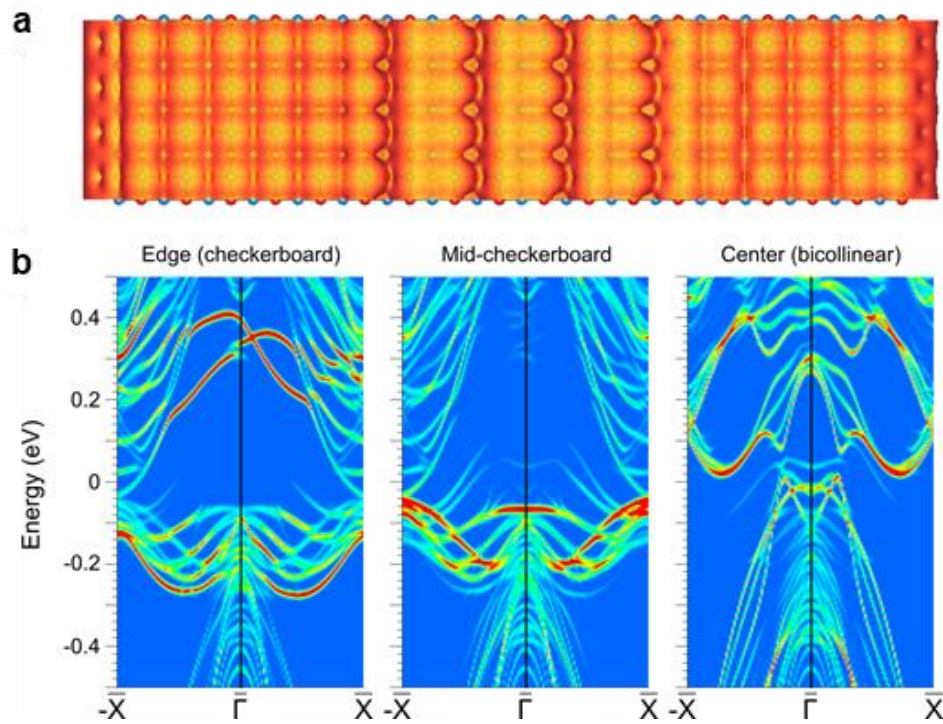 a
b
Edge (checkerboard)
Mid-checkerboard
Center (bicollinear)
Energy (eV)
0.4
0.2
0
-0.2
-0.4
-X̅ Γ̅ X̅
-X̅ Γ̅ X̅
-X̅ Γ̅ X̅